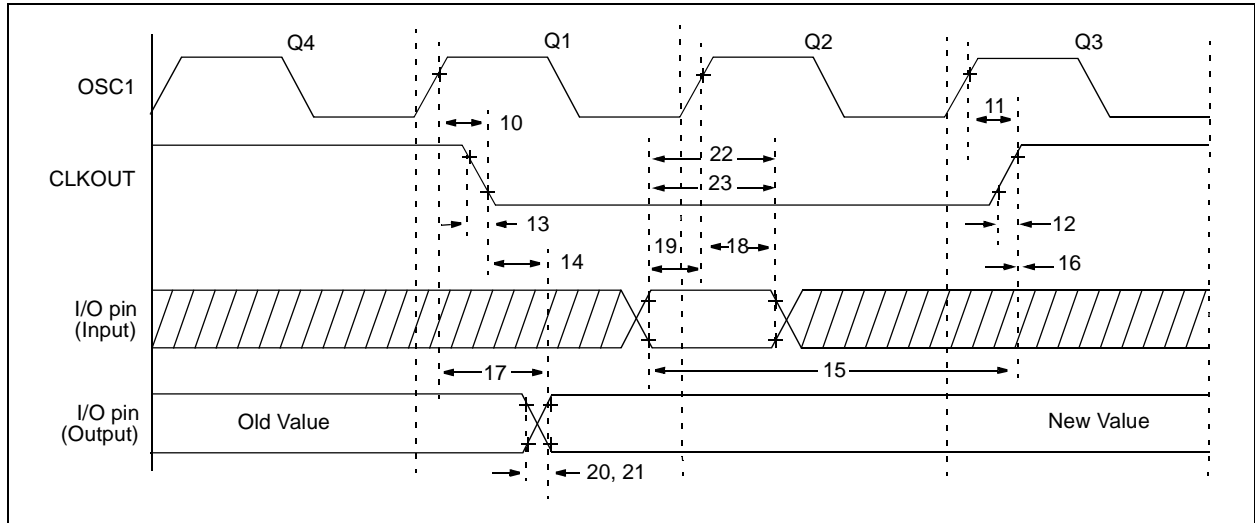 Q4 Q1 Q2 Q3
OSC1
11
10
22
CLKOUT
23
13
12
19
18
14
16
I/O pin
(Input)
17
15
I/O pin
(Output)
Old Value
New Value
20, 21